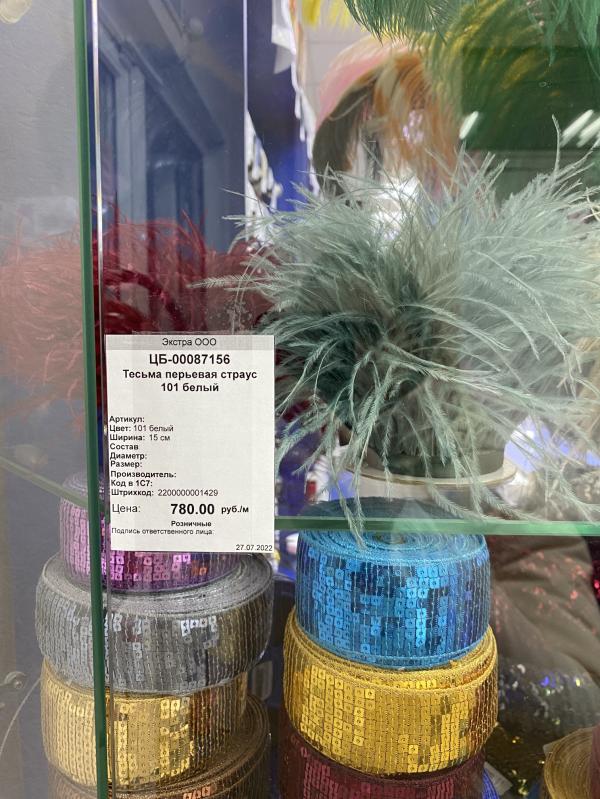 Экстра ООО
ЦБ-00087156
Тесьма перьевая страус
101 белый
Артикул:
Цвет: 101 белый
Ширина: 15 см
Состав
Диаметр:
Размер:
Производитель:
Код в 1С7:
Штрихкод: 2200000001429
Цена: 780.00 руб./м
Розничные
Подпись ответственного лица:
27.07.2022